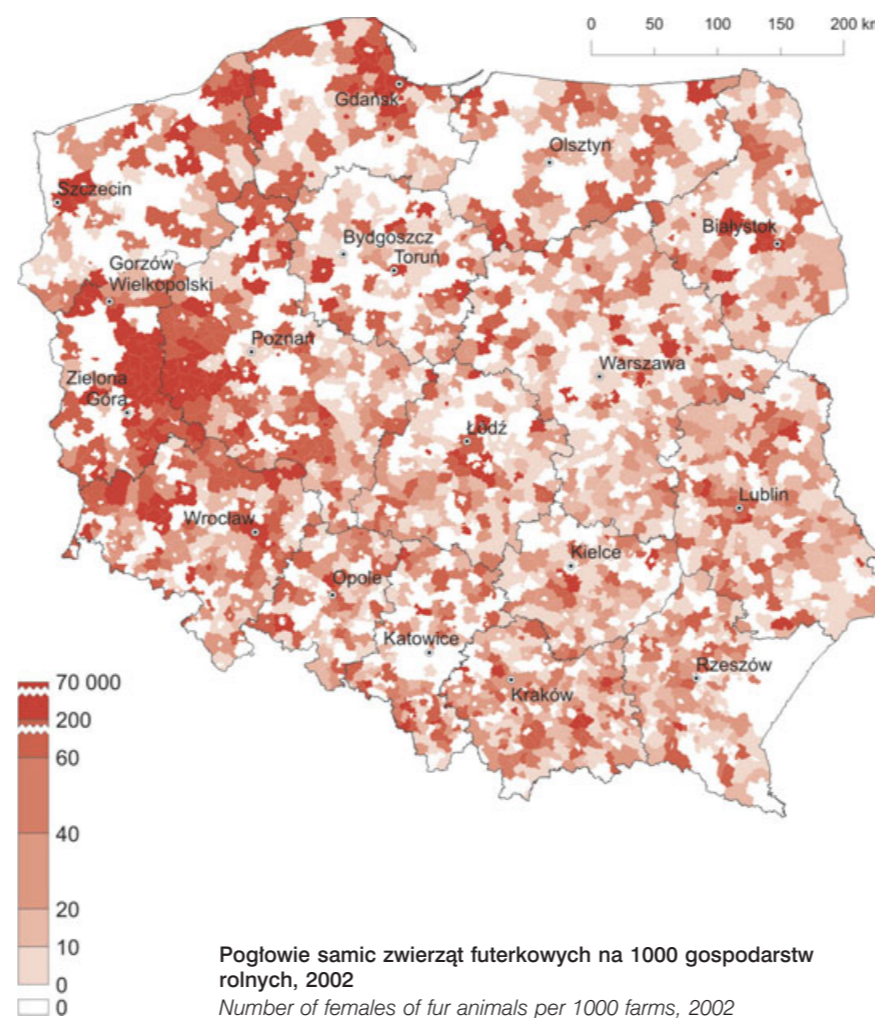 0 50 100 150 200 km
Gdańsk
Olsztyn
Szczecin
Białystok
Bydgoszcz
Toruń
Gorzów
Wielkopolski
Poznań
Warszawa
Zielona
Góra
Łódź
Lublin
Wrocław
Kielce
Opole
Katowice
Rzeszów
Kraków
70 000
200
60
40
20
10
0
0
Pogłowie samic zwierząt futerkowych na 1000 gospodarstw
rolnych, 2002
Number of females of fur animals per 1000 farms, 2002